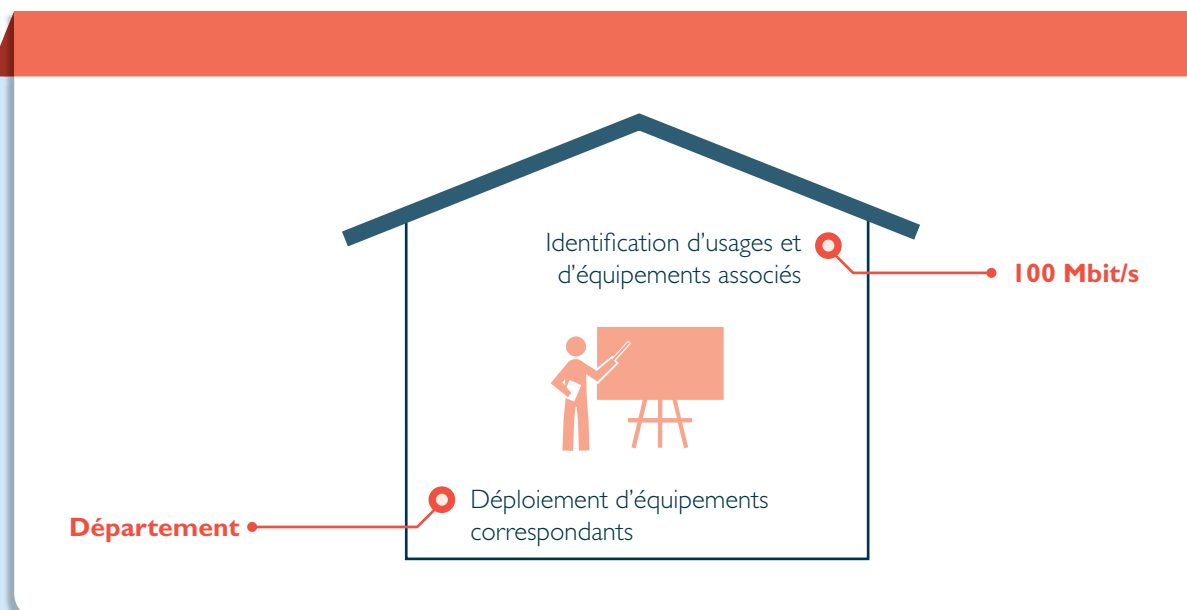 Identification d’usages et
d’équipements associés
100 Mbit/s
Déploiement d’équipements
correspondants
Département